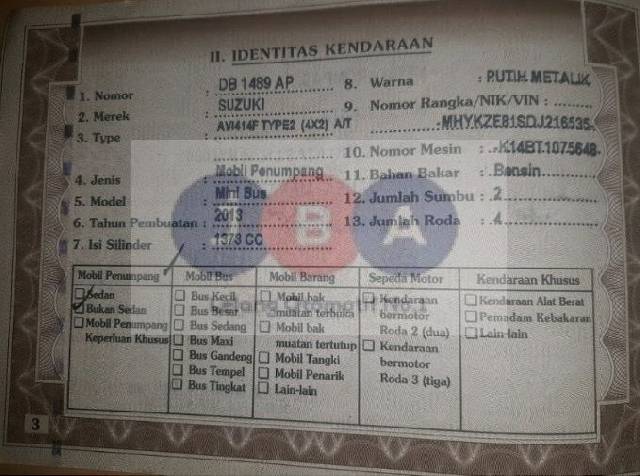 II. IDENTITAS KENDARAAN
1. Nomor : DB 1489 AP
2. Merek : SUZUKI
3. Type : AVI414F TYPE2 (4X2) A/T
4. Jenis : Mobil Penumpang
5. Model : Mini Bus
6. Tahun Pembuatan : 2013
7. Isi Silinder : 1373 CC
8. Warna : PUTIH METALIK
9. Nomor Rangka/NIK/VIN :
MHYKZE81SDJ216535
10. Nomor Mesin : K14BT1075648
11. Bahan Bakar : Bensin
12. Jumlah Sumbu : 2
13. Jumlah Roda : 4
JBA
Mobil Penumpang
Sedan
Bukan Sedan
Mobil Penumpang
Keperluan Khusus
Mobil Bus
Bus Kecil
Bus Besar
Bus Sedang
Bus Maxi
Bus Gandeng
Bus Tempel
Bus Tingkat
Mobil Barang
Mobil bak
muatan terbuka
Mobil bak
muatan tertutup
Mobil Tangki
Mobil Penarik
Lain-lain
Sepeda Motor
Kendaraan
bermotor
Roda 2 (dua)
Kendaraan
bermotor
Roda 3 (tiga)
Kendaraan Khusus
Kendaraan Alat Berat
Pemadam Kebakaran
Lain-lain
3